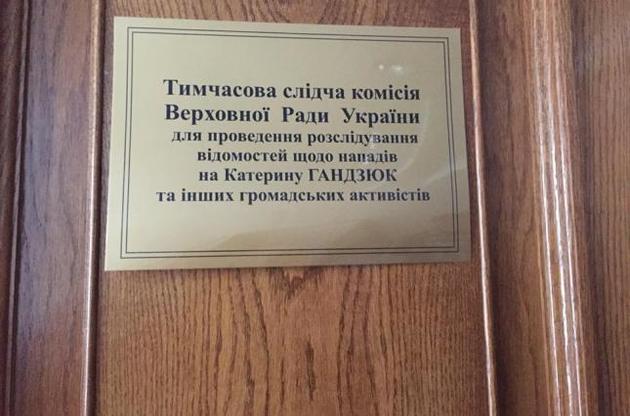 Тимчасова слідча комісія
Верховної Ради України
для проведення розслідування
відомостей щодо нападів
на Катерину ГАНДЗЮК
та інших громадських активістів